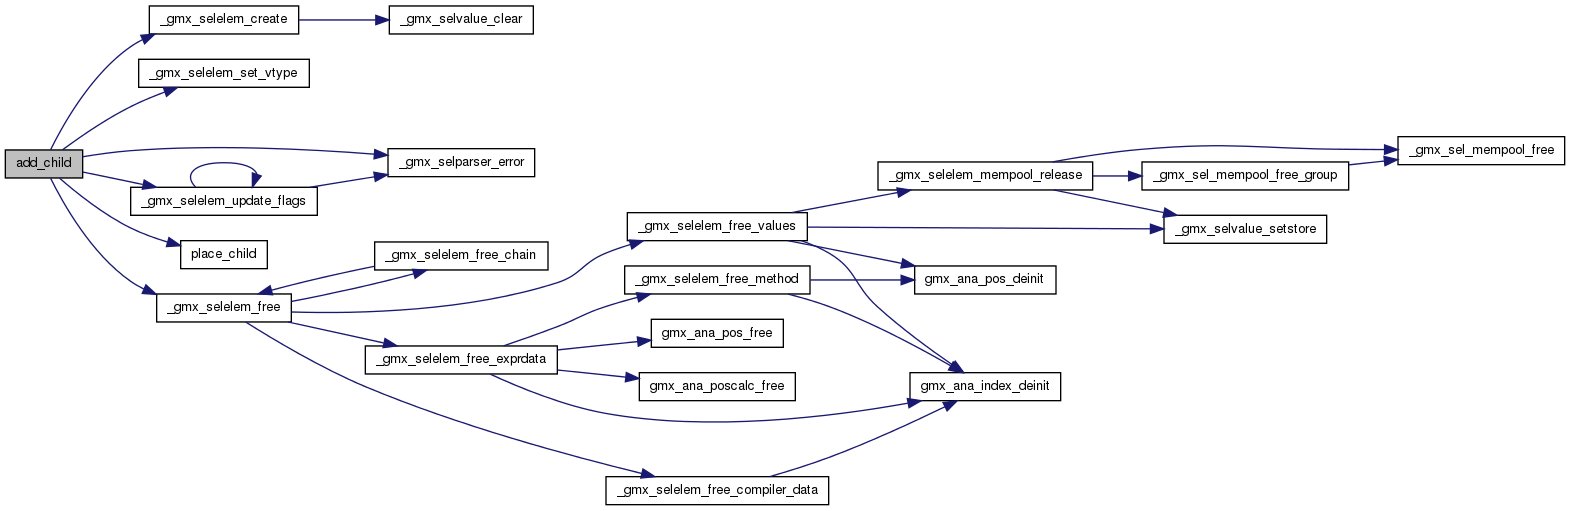 _gmx_selelem_create
_gmx_selvalue_clear
_gmx_selelem_set_vtype
add_child
_gmx_selparser_error
_gmx_selelem_update_flags
place_child
_gmx_selelem_free_chain
_gmx_selelem_free
_gmx_selelem_free_values
_gmx_selelem_free_method
_gmx_selelem_free_exprdata
gmx_ana_pos_free
gmx_ana_poscalc_free
_gmx_selelem_free_compiler_data
_gmx_selelem_mempool_release
gmx_ana_pos_deinit
gmx_ana_index_deinit
_gmx_sel_mempool_free_group
_gmx_selvalue_setstore
_gmx_sel_mempool_free